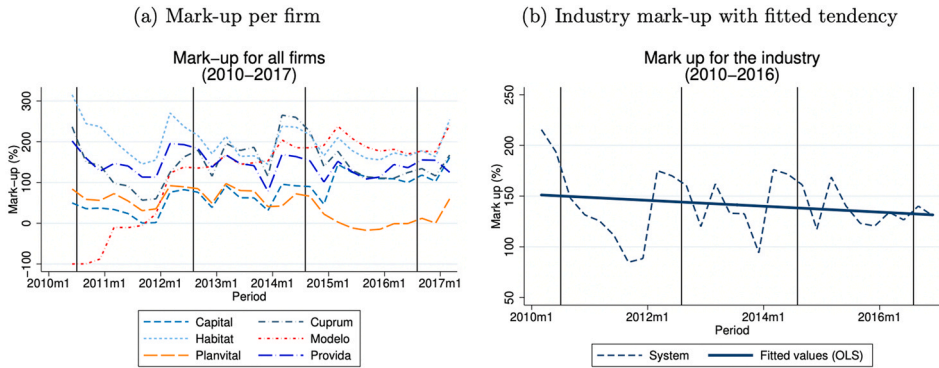 (a) Mark-up per firm
Mark-up for all firms
(2010-2017)
Mark-up (%)
300
200
100
0
-100
2010m1 2011m1 2012m1 2013m1 2014m1 2015m1 2016m1 2017m1
Period
Capital Cuprum
Habitat Modelo
Planvital Provida
(b) Industry mark-up with fitted tendency
Mark up for the industry
(2010-2016)
Mark up (%)
250
200
150
100
50
2010m1 2012m1 2014m1 2016m1
Period
System Fitted values (OLS)